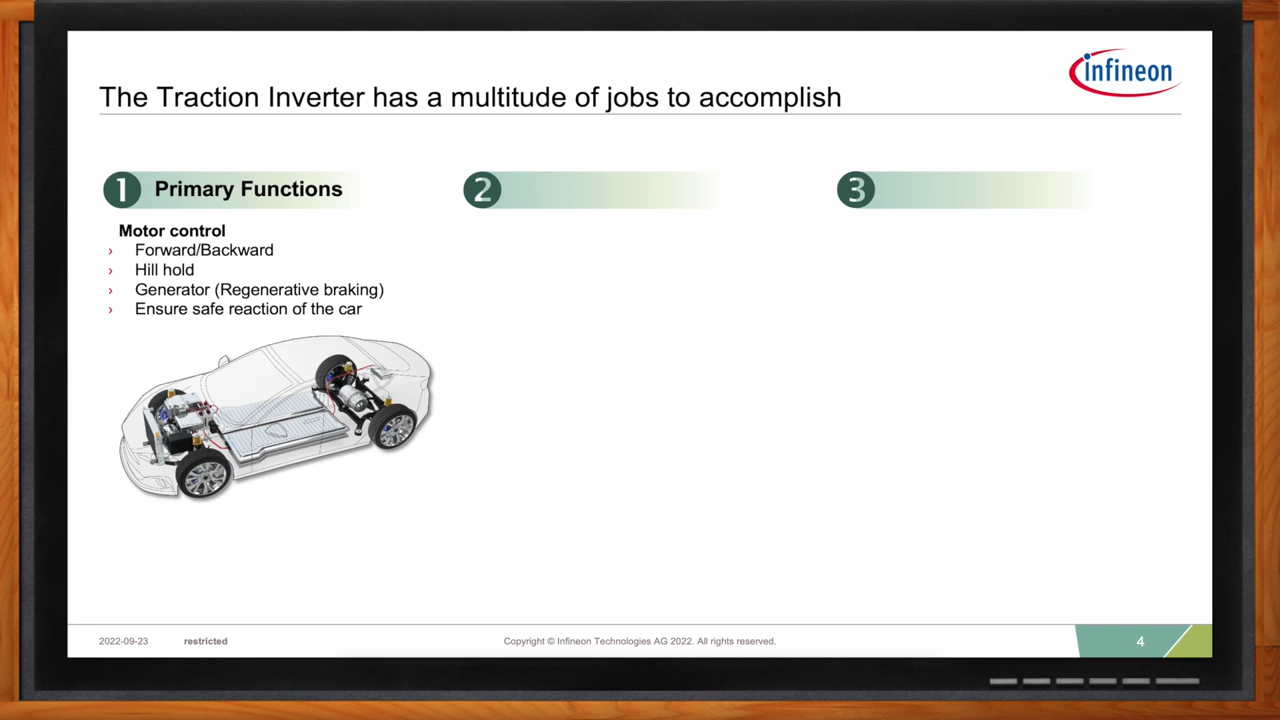 infineon
The Traction Inverter has a multitude of jobs to accomplish
1 Primary Functions
2
3
Motor control
› Forward/Backward
› Hill hold
› Generator (Regenerative braking)
› Ensure safe reaction of the car
2022-09-23 restricted Copyright © Infineon Technologies AG 2022. All rights reserved. 4